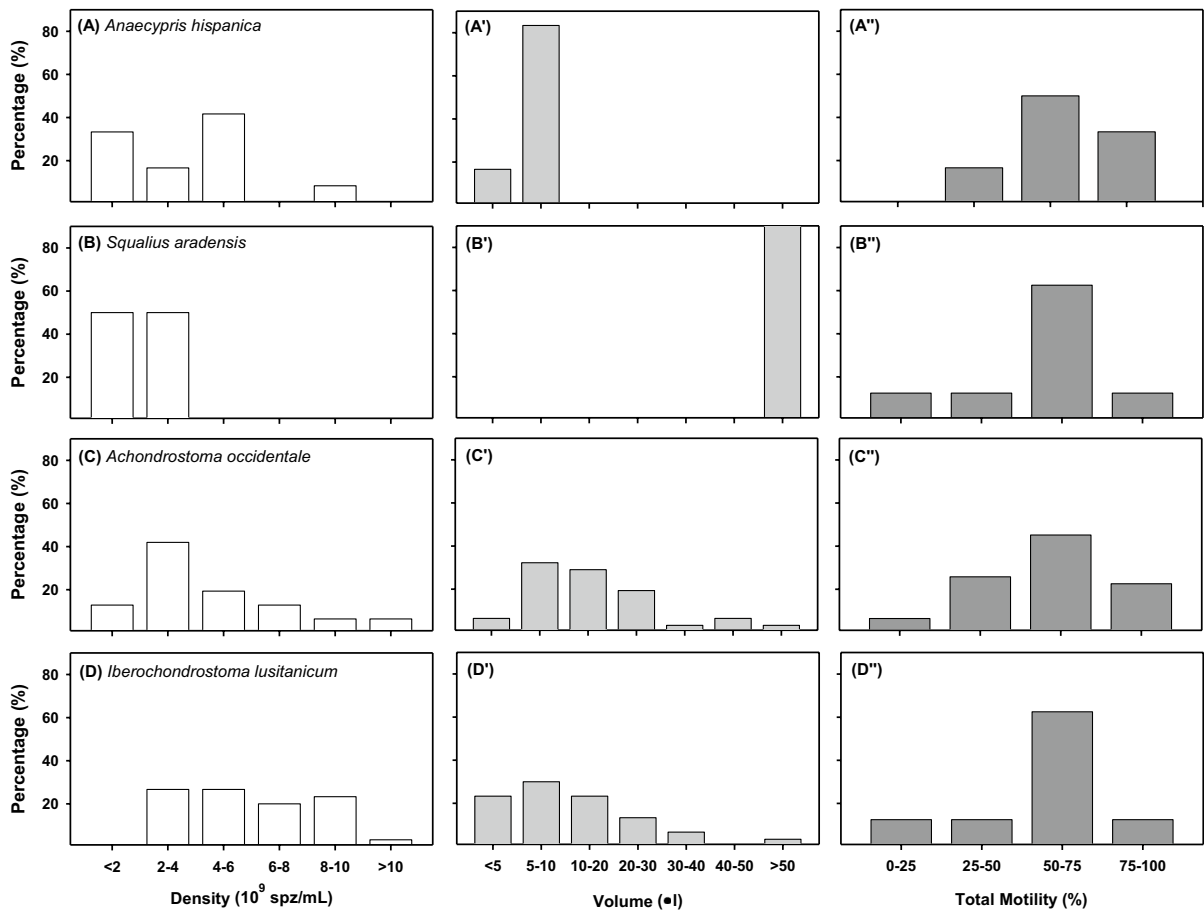 (A) Anaecypris hispanica
(A')
(A'')
Percentage (%)
80
60
40
20
(B) Squalius aradensis
(B')
(B'')
Percentage (%)
80
60
40
20
(C) Achondrostoma occidentale
(C')
(C'')
Percentage (%)
80
60
40
20
(D) Iberochondrostoma lusitanicum
(D')
(D'')
Percentage (%)
80
60
40
20
<2 2-4 4-6 6-8 8-10 >10
Density (10⁹ spz/mL)
<5 5-10 10-20 20-30 30-40 40-50 >50
Volume (•l)
0-25 25-50 50-75 75-100
Total Motility (%)